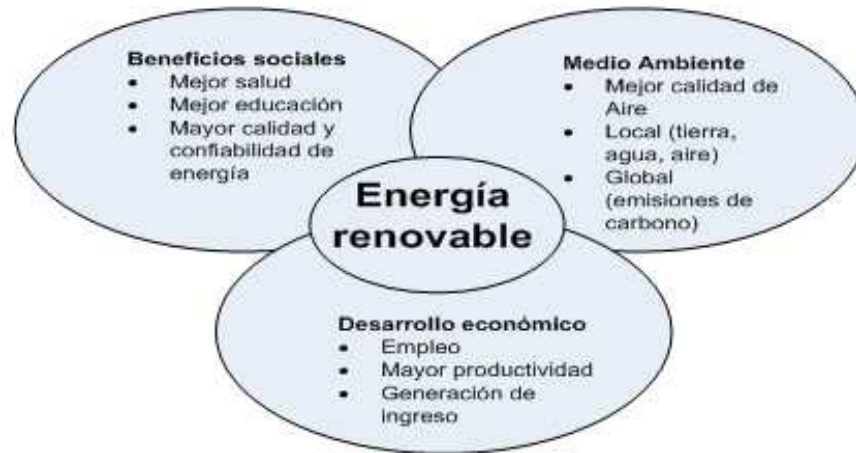 Beneficios sociales
• Mejor salud
• Mejor educación
• Mayor calidad y
confiabilidad de
energía
Medio Ambiente
• Mejor calidad de
Aire
• Local (tierra,
agua, aire)
• Global
(emisiones de
carbono)
Energía
renovable
Desarrollo económico
• Empleo
• Mayor productividad
• Generación de
ingreso